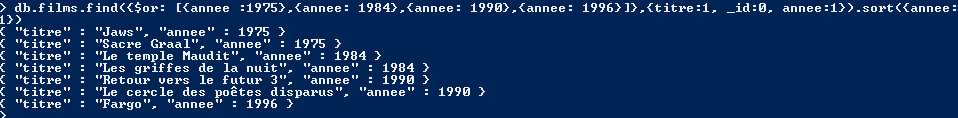 > db.films.find({$or: [{annee :1975},{annee: 1984},{annee: 1990},{annee: 1996}]},{titre:1, _id:0, annee:1}).sort({annee:
1})
{ "titre" : "Jaws", "annee" : 1975 }
{ "titre" : "Sacre Graal", "annee" : 1975 }
{ "titre" : "Le temple Maudit", "annee" : 1984 }
{ "titre" : "Les griffes de la nuit", "annee" : 1984 }
{ "titre" : "Retour vers le futur 3", "annee" : 1990 }
{ "titre" : "Le cercle des poêtes disparus", "annee" : 1990 }
{ "titre" : "Fargo", "annee" : 1996 }
>